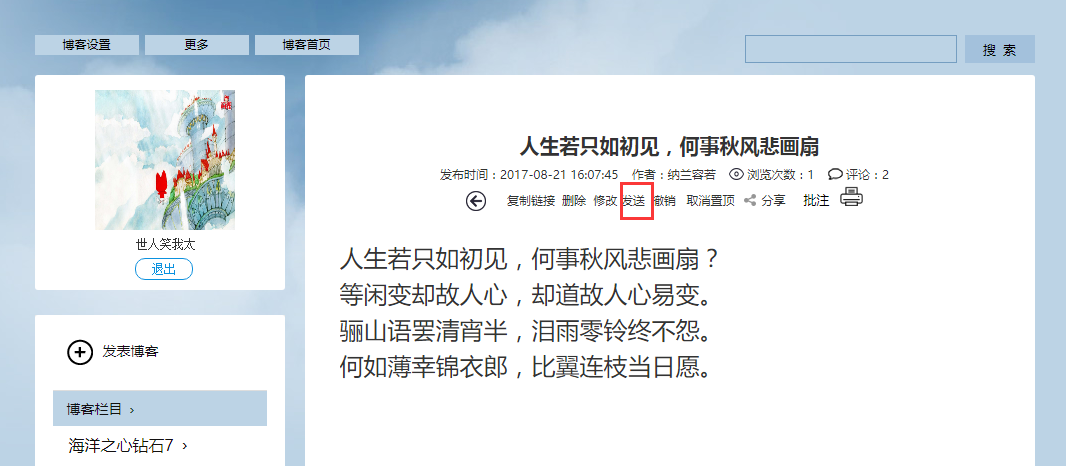 博客设置 更多 博客首页 搜 索
世人笑我太
退出
发表博客
博客栏目 ›
海洋之心钻石7 ›
人生若只如初见，何事秋风悲画扇
发布时间：2017-08-21 16:07:45 作者：纳兰容若 浏览次数：1 评论：2
复制链接 删除 修改 发送 撤销 取消置顶 分享 批注
人生若只如初见，何事秋风悲画扇？
等闲变却故人心，却道故人心易变。
骊山语罢清宵半，泪雨零铃终不怨。
何如薄幸锦衣郎，比翼连枝当日愿。